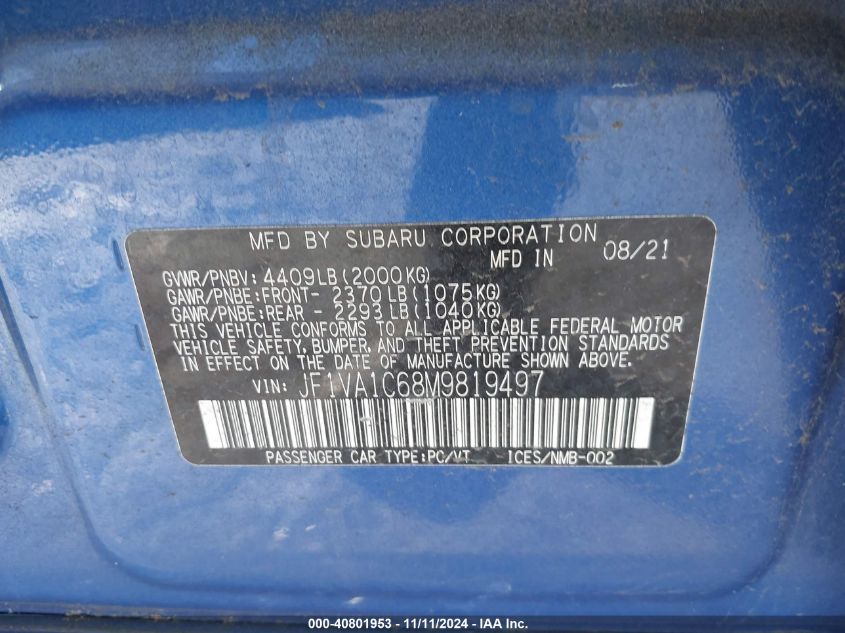 MFD BY SUBARU CORPORATION
MFD IN 08/21
GVWR/PNBV: 4409LB(2000KG)
GAWR/PNBE:FRONT- 2370LB(1075KG)
GAWR/PNBE:REAR - 2293LB(1040KG)
THIS VEHICLE CONFORMS TO ALL APPLICABLE FEDERAL MOTOR
VEHICLE SAFETY, BUMPER, AND THEFT PREVENTION STANDARDS
IN EFFECT ON THE DATE OF MANUFACTURE SHOWN ABOVE.
VIN: JF1VA1C68M9819497
PASSENGER CAR TYPE:PC/VT ICES/NMB-002
000-40801953 - 11/11/2024 - IAA Inc.